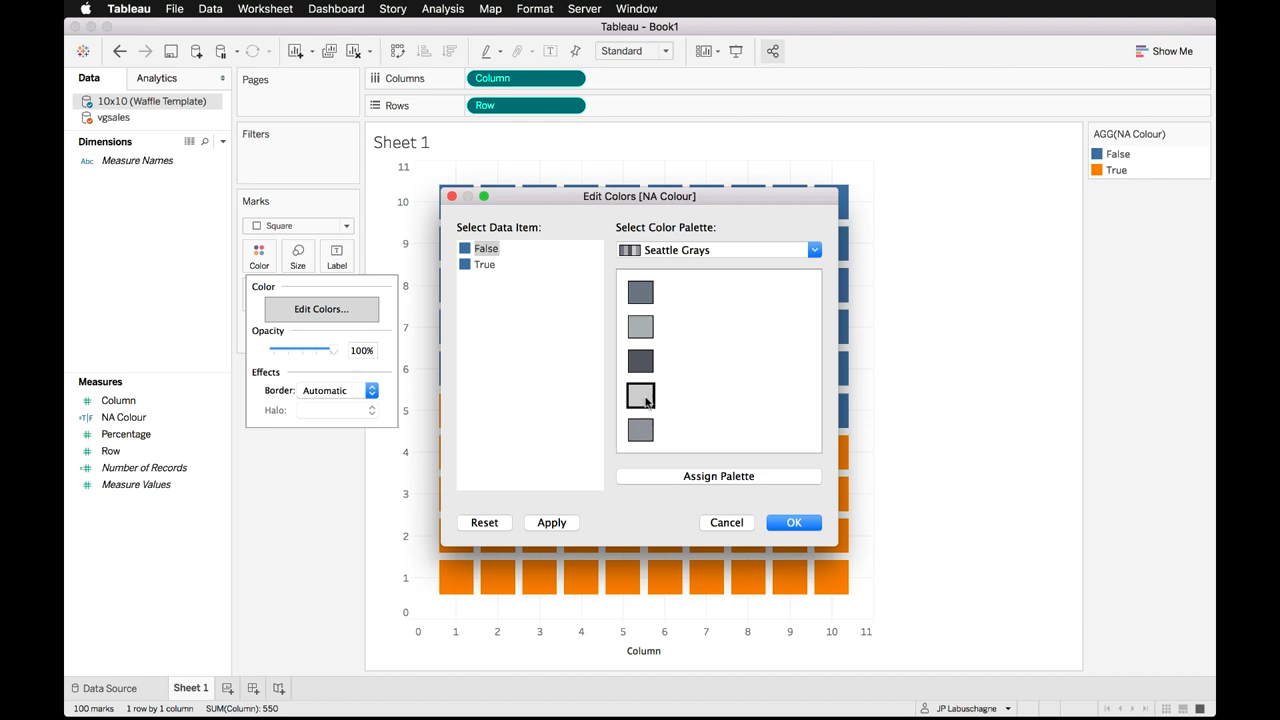 Tableau File Data Worksheet Dashboard Story Analysis Map Format Server Window
Tableau - Book1
Standard
Show Me
Data Analytics
Pages
Columns Column
10x10 (Waffle Template)
vgsales
Rows Row
Dimensions
Filters
Sheet 1
AGG(NA Colour)
Abc Measure Names
False
True
Marks
Square
Color Size Label
Color
Edit Colors...
Opacity
100%
Effects
Border: Automatic
Halo:
Edit Colors [NA Colour]
Select Data Item:
Select Color Palette:
False
True
Seattle Grays
Assign Palette
Reset Apply Cancel OK
Measures
# Column
T|F NA Colour
# Percentage
# Row
# Number of Records
# Measure Values
11
10
9
8
7
6
5
4
3
2
1
0
0 1 2 3 4 5 6 7 8 9 10 11
Column
Data Source Sheet 1
100 marks 1 row by 1 column SUM(Column): 550
JP Labuschagne